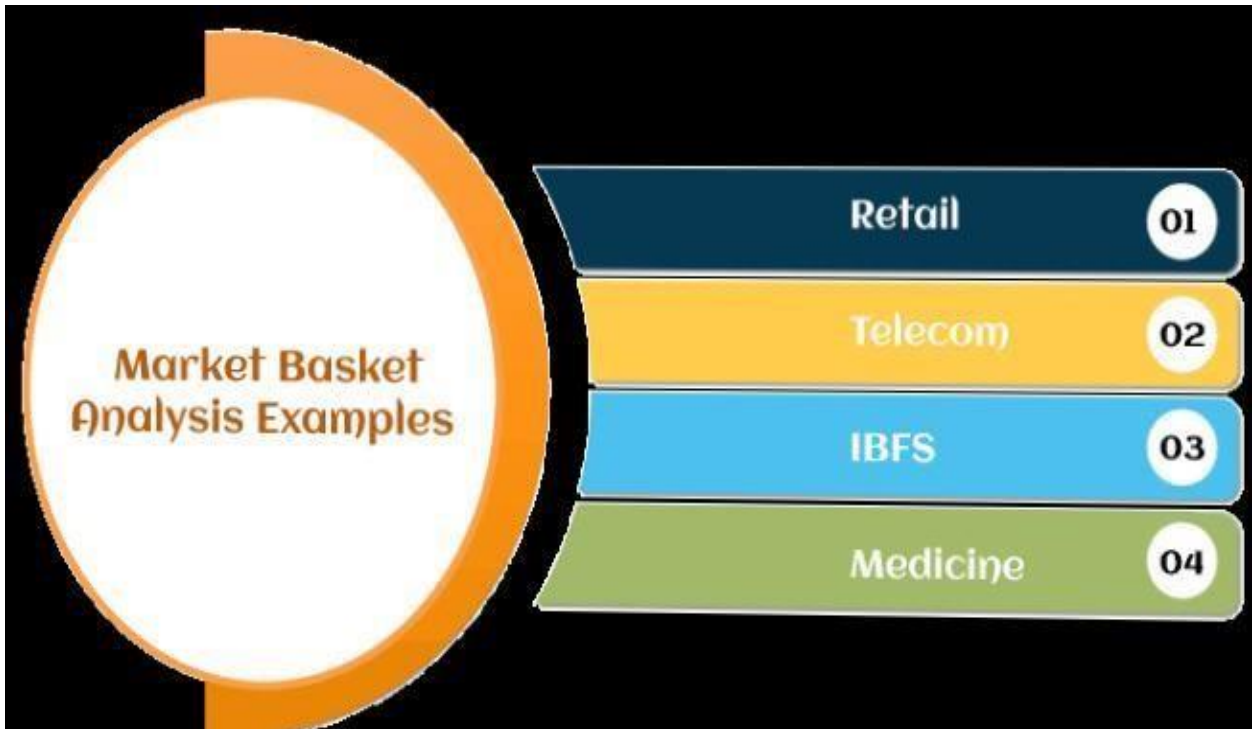 Market Basket
Analysis Examples
Retail 01
Telecom 02
IBFS 03
Medicine 04